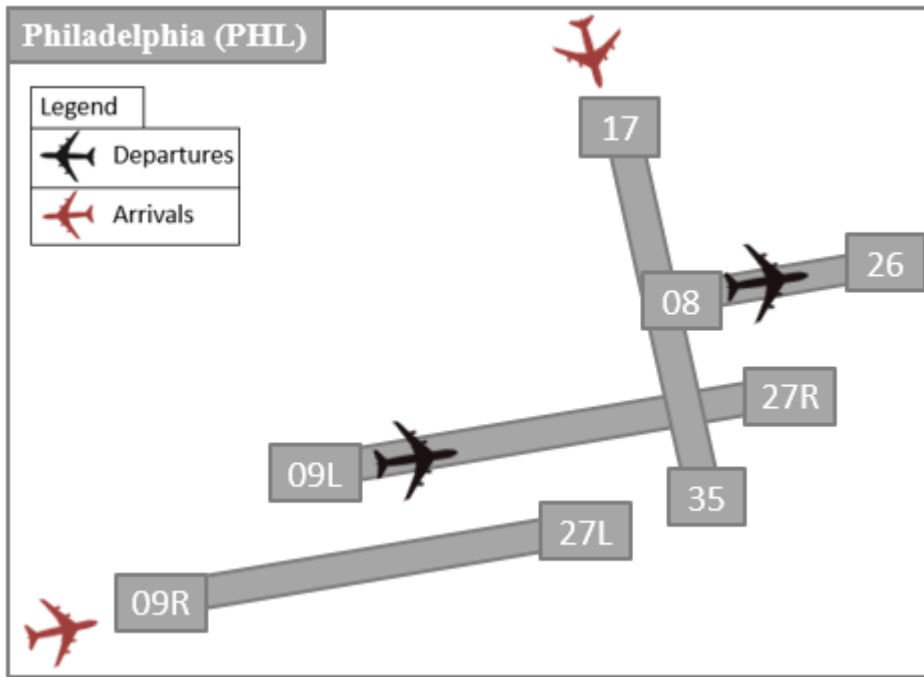 Philadelphia (PHL)
Legend
Departures
Arrivals
17
26
08
27R
09L
35
27L
09R